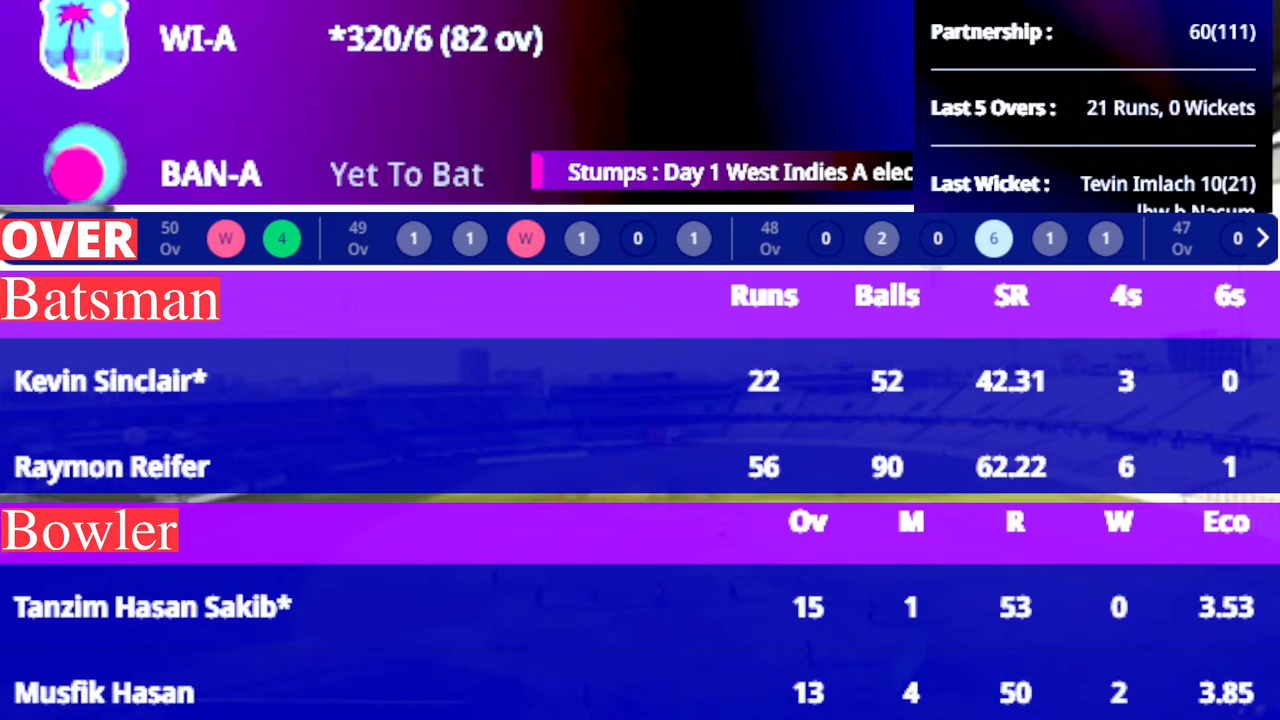 WI-A *320/6 (82 ov)
BAN-A Yet To Bat
Stumps : Day 1 West Indies A elec
Partnership : 60(111)
Last 5 Overs : 21 Runs, 0 Wickets
Last Wicket : Tevin Imlach 10(21)
lbw b Nasum
OVER 50 Ov W 4 49 Ov 1 1 W 1 0 1 48 Ov 0 2 0 6 1 1 47 Ov 0
Batsman Runs Balls SR 4s 6s
Kevin Sinclair* 22 52 42.31 3 0
Raymon Reifer 56 90 62.22 6 1
Bowler Ov M R W Eco
Tanzim Hasan Sakib* 15 1 53 0 3.53
Musfik Hasan 13 4 50 2 3.85